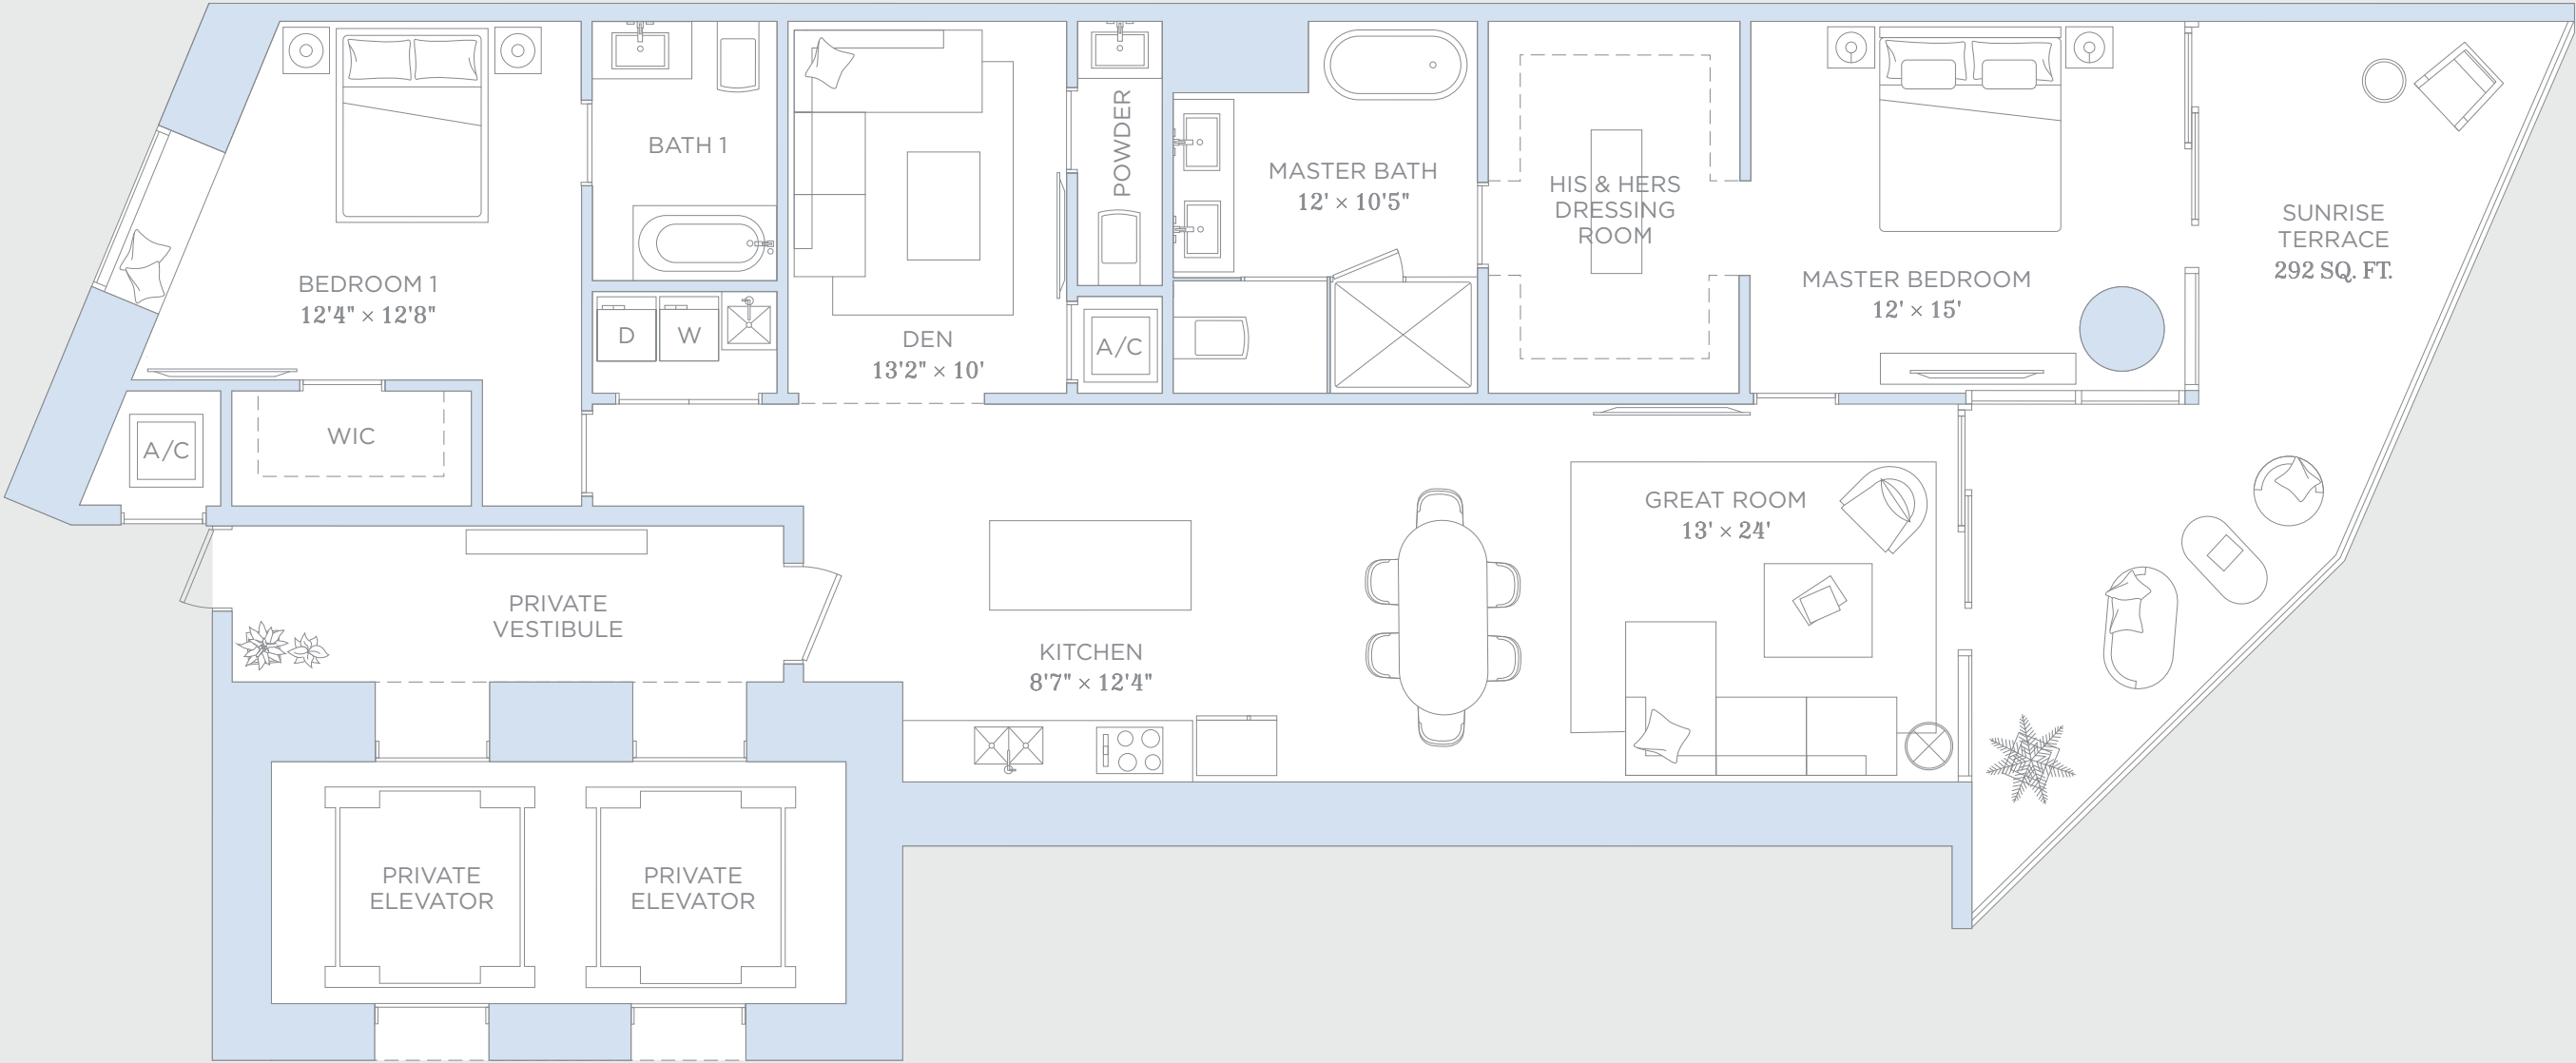 BEDROOM 1
12'4" × 12'8"
BATH 1
D
W
DEN
13'2" × 10'
POWDER
A/C
MASTER BATH
12' × 10'5"
HIS & HERS
DRESSING
ROOM
MASTER BEDROOM
12' × 15'
SUNRISE
TERRACE
292 SQ. FT.
A/C
WIC
PRIVATE
VESTIBULE
KITCHEN
8'7" × 12'4"
GREAT ROOM
13' × 24'
PRIVATE
ELEVATOR
PRIVATE
ELEVATOR